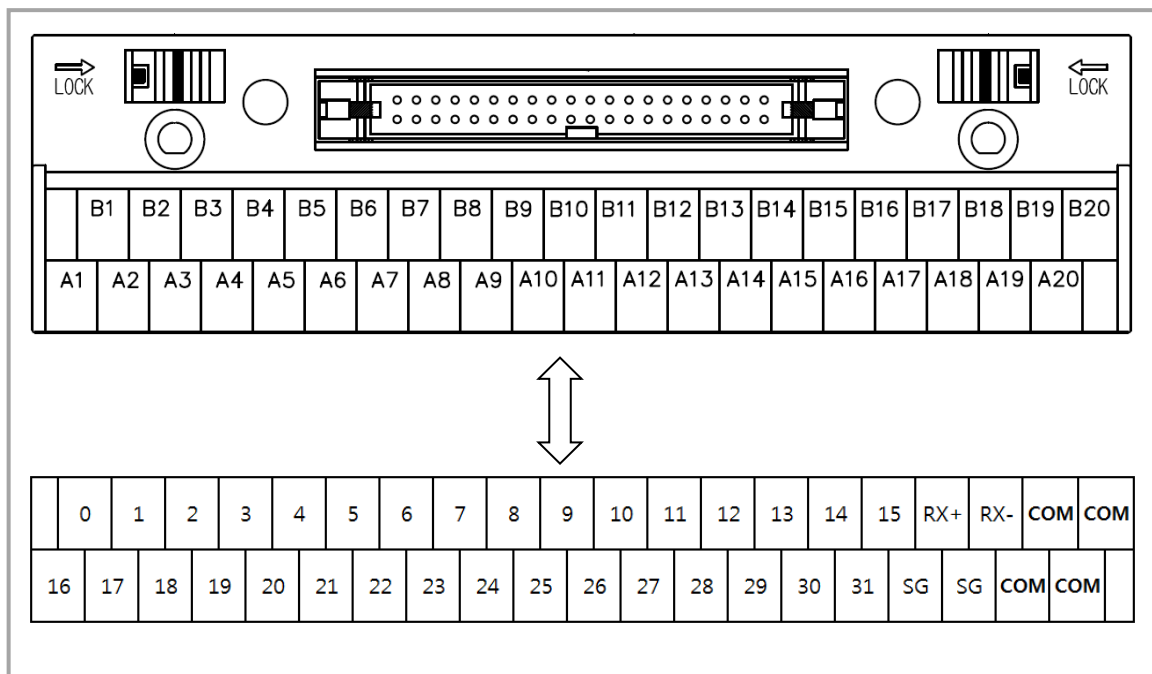 LOCK LOCK
B1 B2 B3 B4 B5 B6 B7 B8 B9 B10 B11 B12 B13 B14 B15 B16 B17 B18 B19 B20
A1 A2 A3 A4 A5 A6 A7 A8 A9 A10 A11 A12 A13 A14 A15 A16 A17 A18 A19 A20
0 1 2 3 4 5 6 7 8 9 10 11 12 13 14 15 RX+ RX- COM COM
16 17 18 19 20 21 22 23 24 25 26 27 28 29 30 31 SG SG COM COM